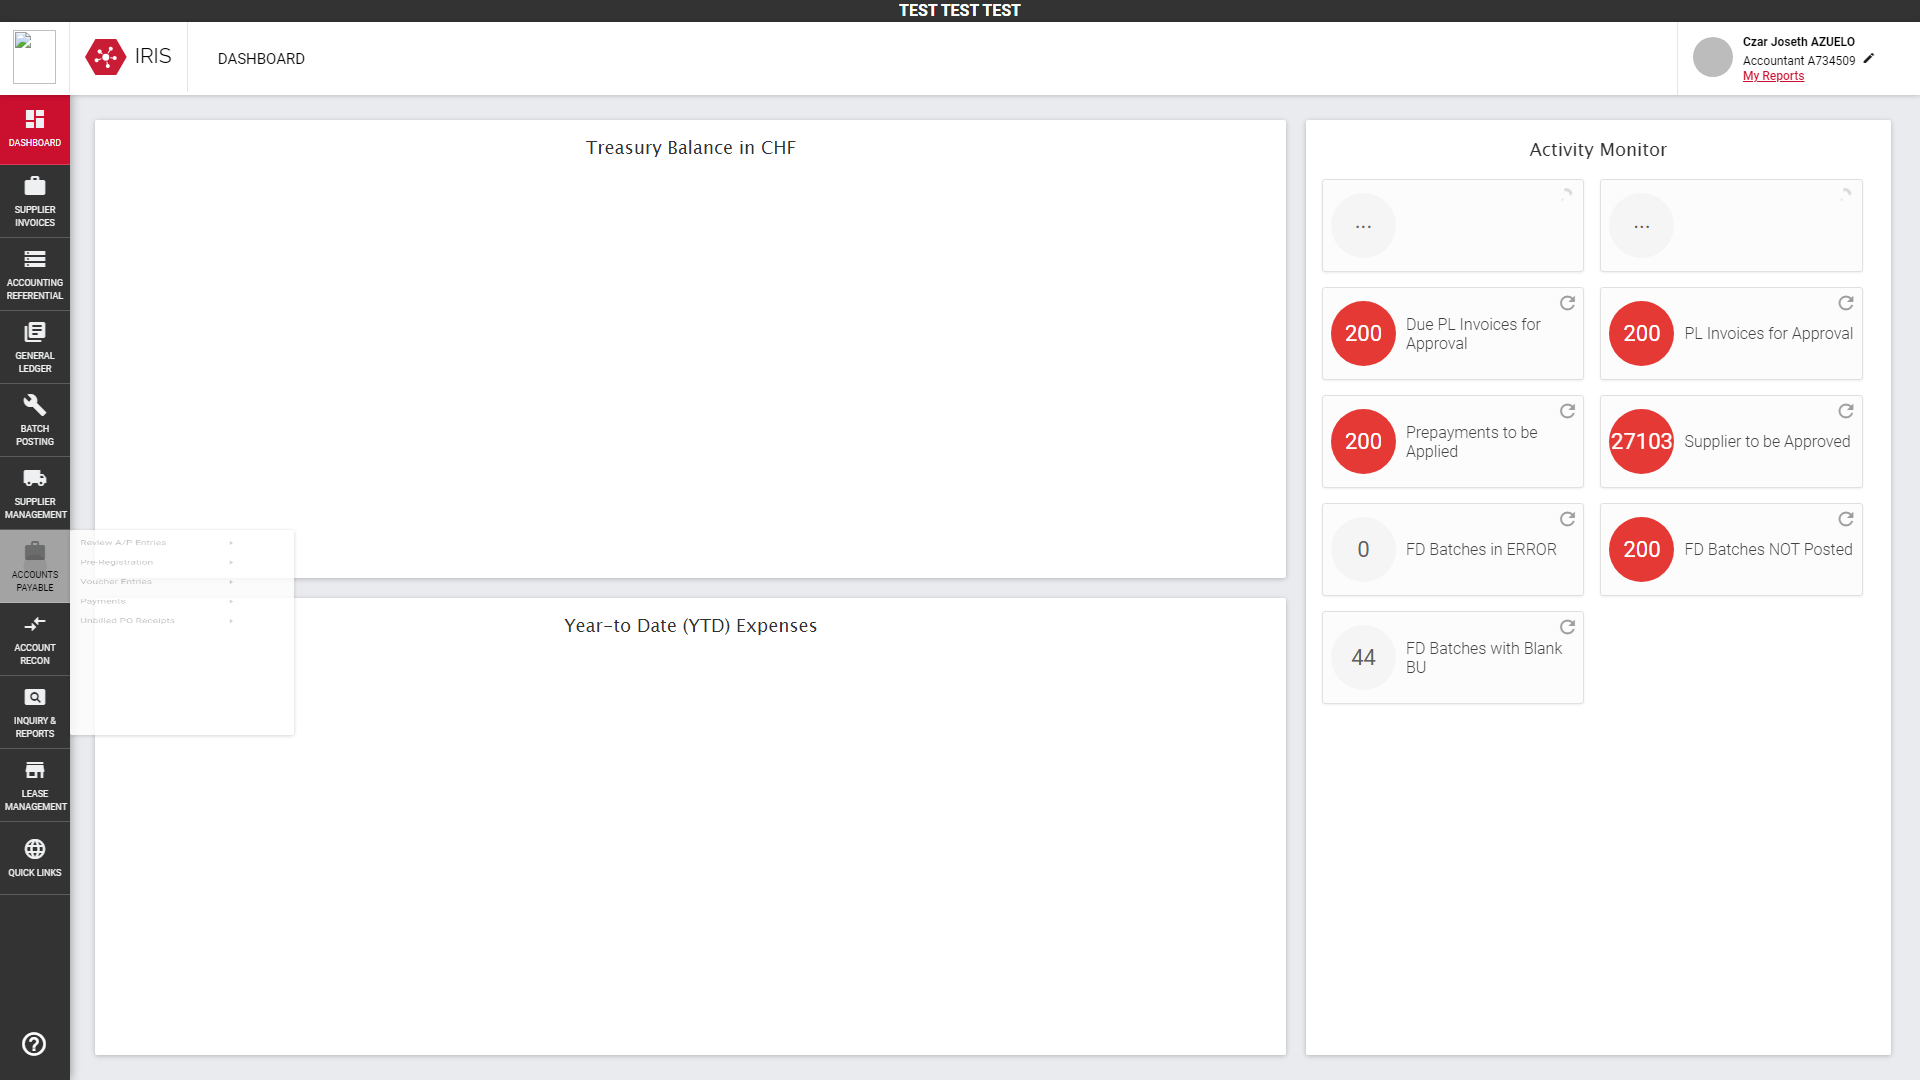 TEST TEST TEST
IRIS
DASHBOARD
Czar Joseth AZUELO
Accountant A734509
My Reports
DASHBOARD
SUPPLIER
INVOICES
ACCOUNTING
REFERENTIAL
GENERAL
LEDGER
BATCH
POSTING
SUPPLIER
MANAGEMENT
ACCOUNTS
PAYABLE
ACCOUNT
RECON
INQUIRY &
REPORTS
LEASE
MANAGEMENT
QUICK LINKS
Review A/P Entries
Pre-Registration
Voucher Entries
Payments
Unbilled PO Receipts
Treasury Balance in CHF
Year-to Date (YTD) Expenses
Activity Monitor
...
...
200
Due PL Invoices for
Approval
200
PL Invoices for Approval
200
Prepayments to be
Applied
27103
Supplier to be Approved
0
FD Batches in ERROR
200
FD Batches NOT Posted
44
FD Batches with Blank
BU